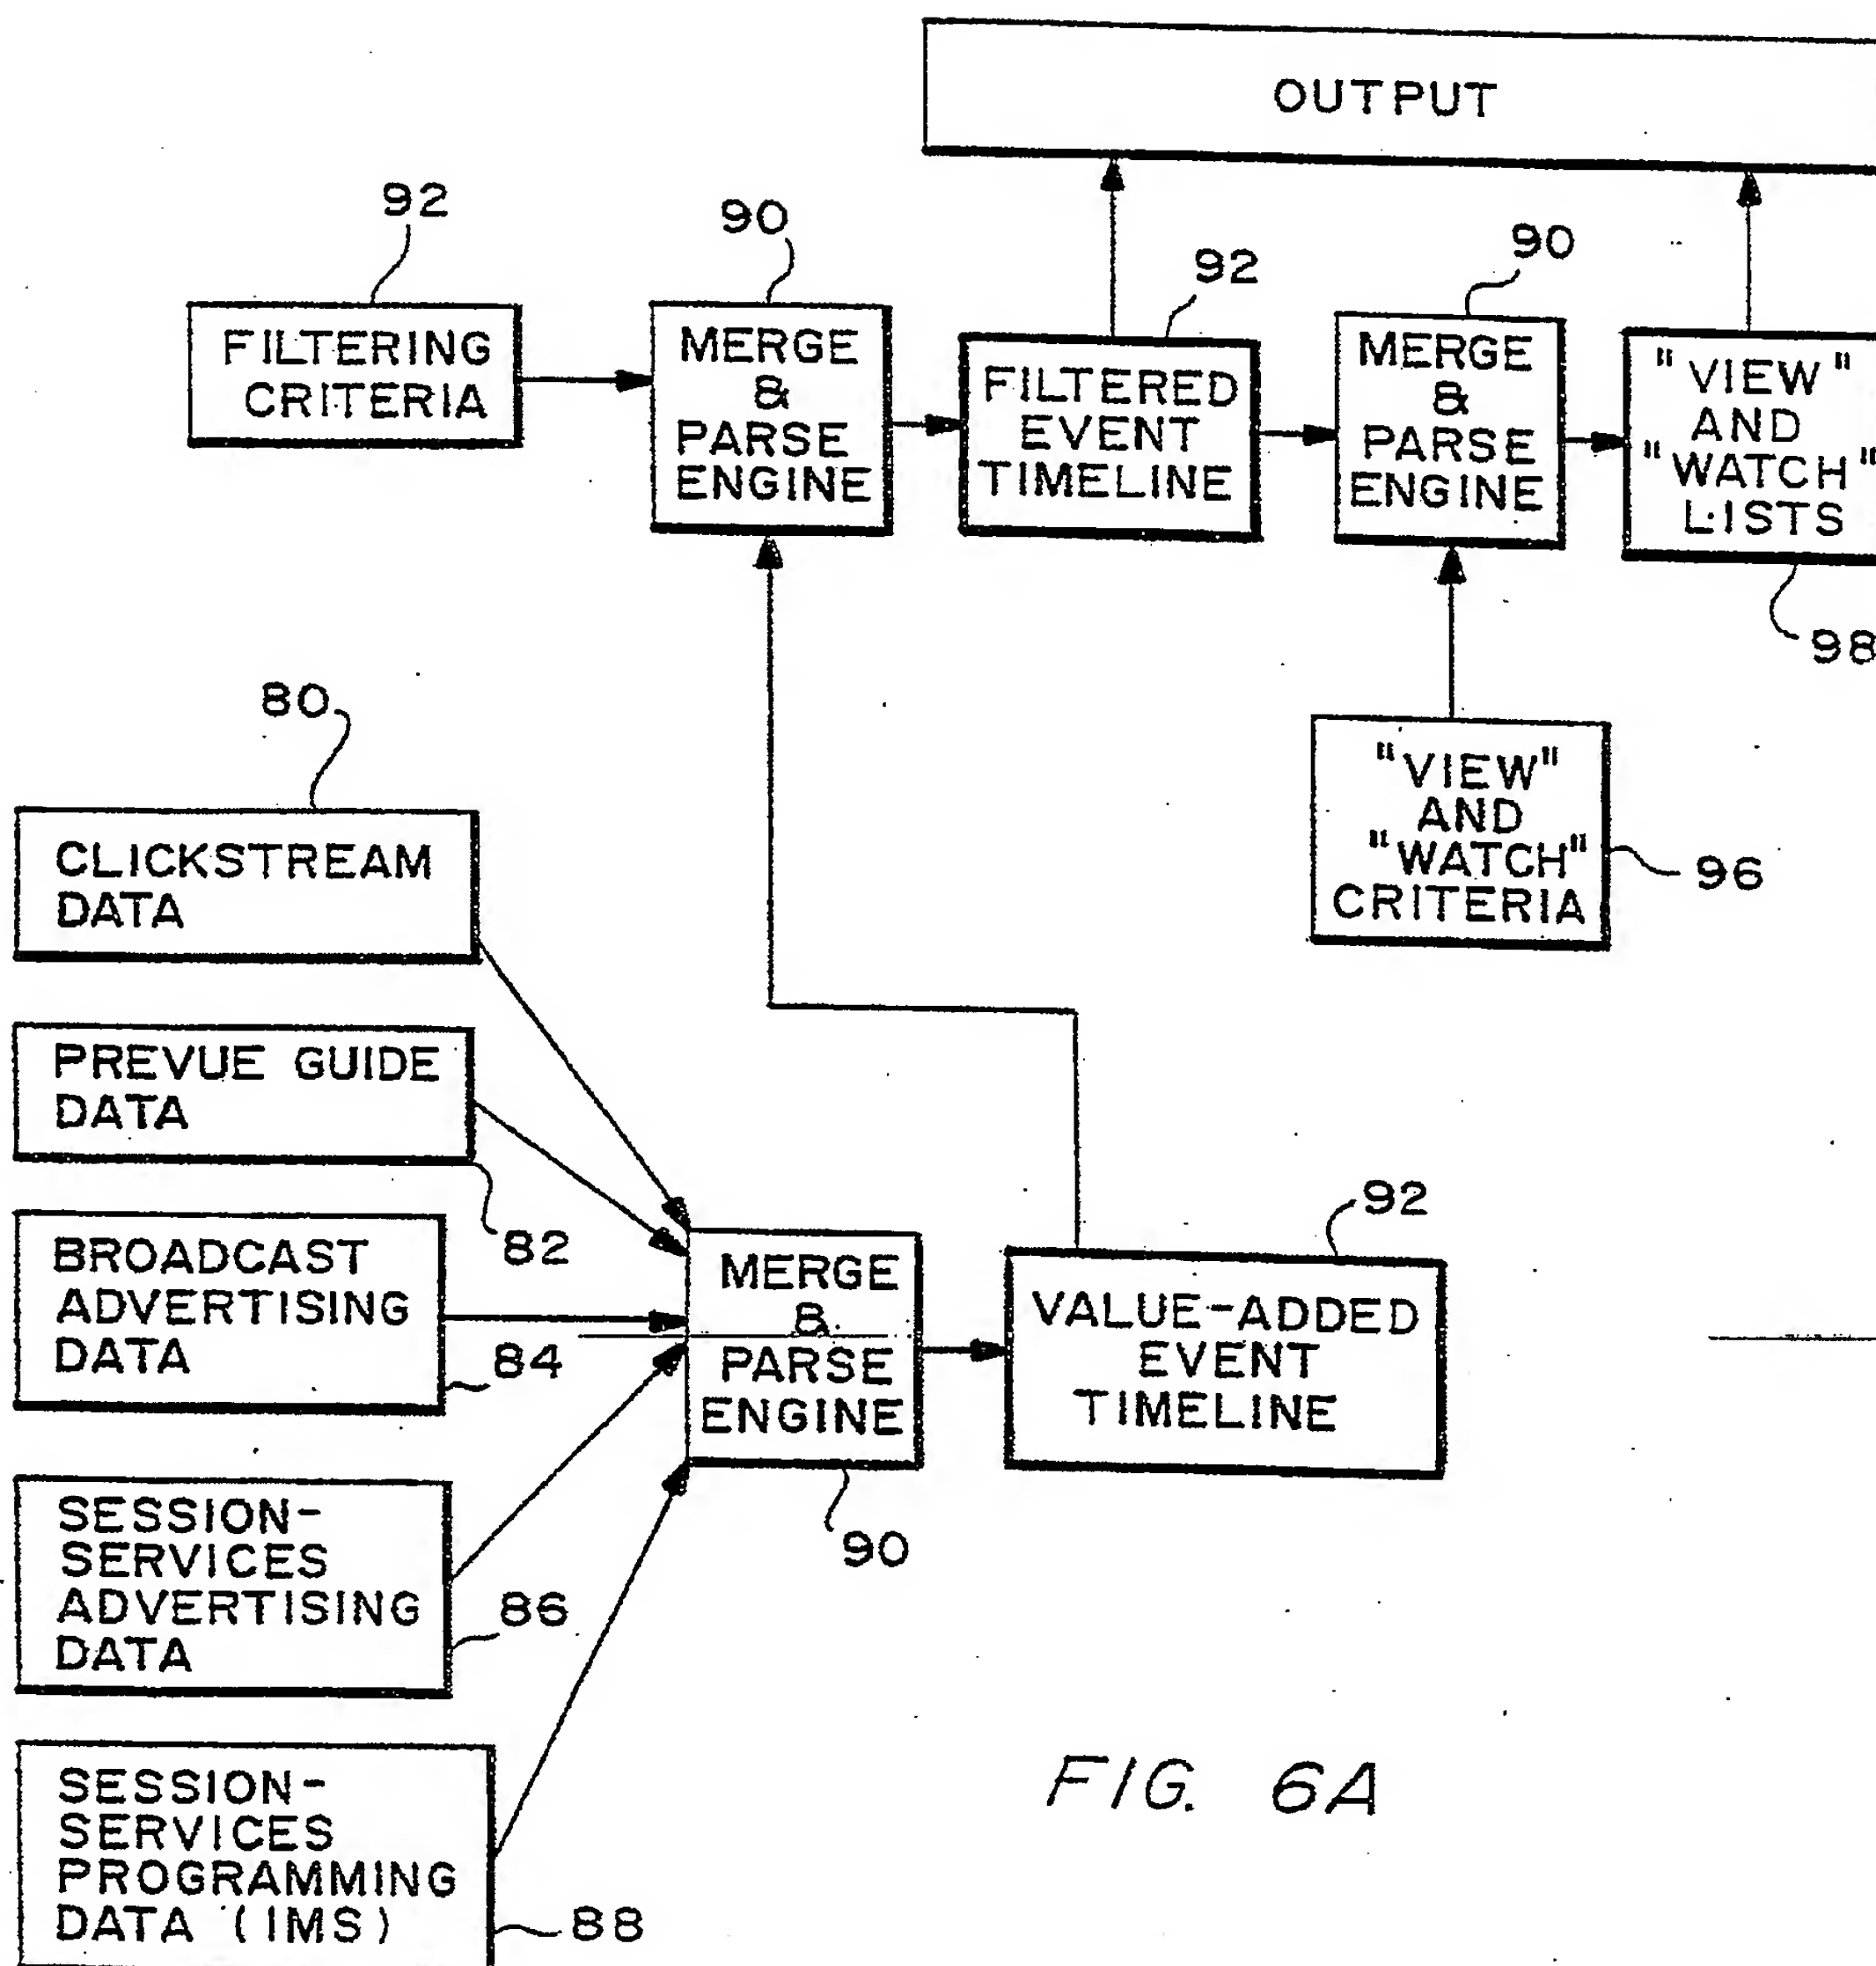 OUTPUT
92
FILTERING
CRITERIA
90
MERGE
&
PARSE
ENGINE
92
FILTERED
EVENT
TIMELINE
90
MERGE
&
PARSE
ENGINE
"VIEW"
AND
"WATCH"
LISTS
98
"VIEW"
AND
"WATCH"
CRITERIA
96
80
CLICKSTREAM
DATA
PREVUE GUIDE
DATA
82
BROADCAST
ADVERTISING
DATA
84
SESSION-
SERVICES
ADVERTISING
DATA
86
SESSION-
SERVICES
PROGRAMMING
DATA (IMS)
88
MERGE
&
PARSE
ENGINE
90
92
VALUE-ADDED
EVENT
TIMELINE
FIG. 6A